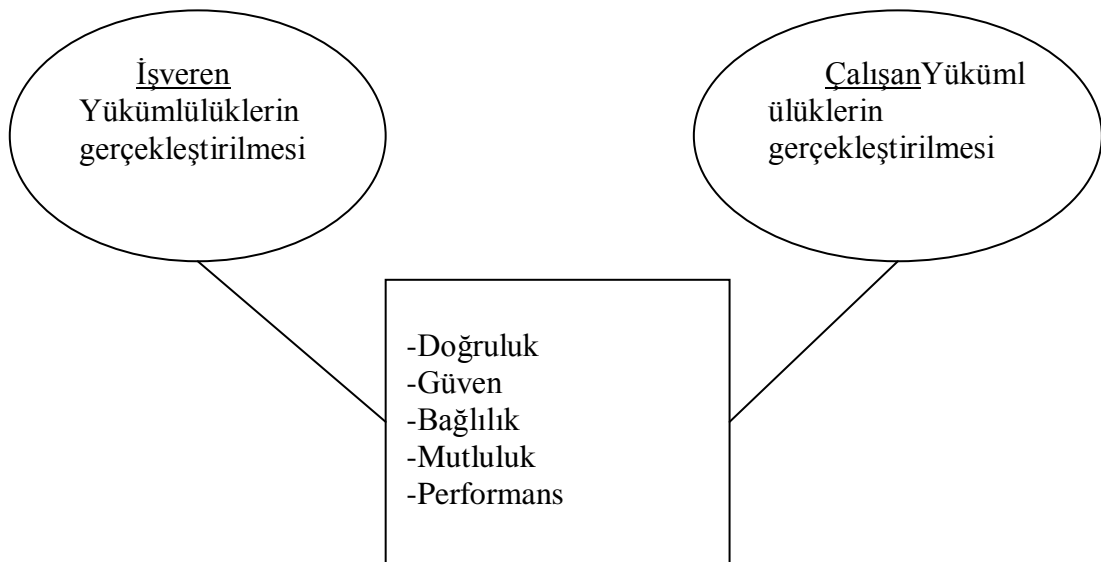 İşveren
Yükümlülüklerin
gerçekleştirilmesi
ÇalışanYüküml
ülüklerin
gerçekleştirilmesi
-Doğruluk
-Güven
-Bağlılık
-Mutluluk
-Performans